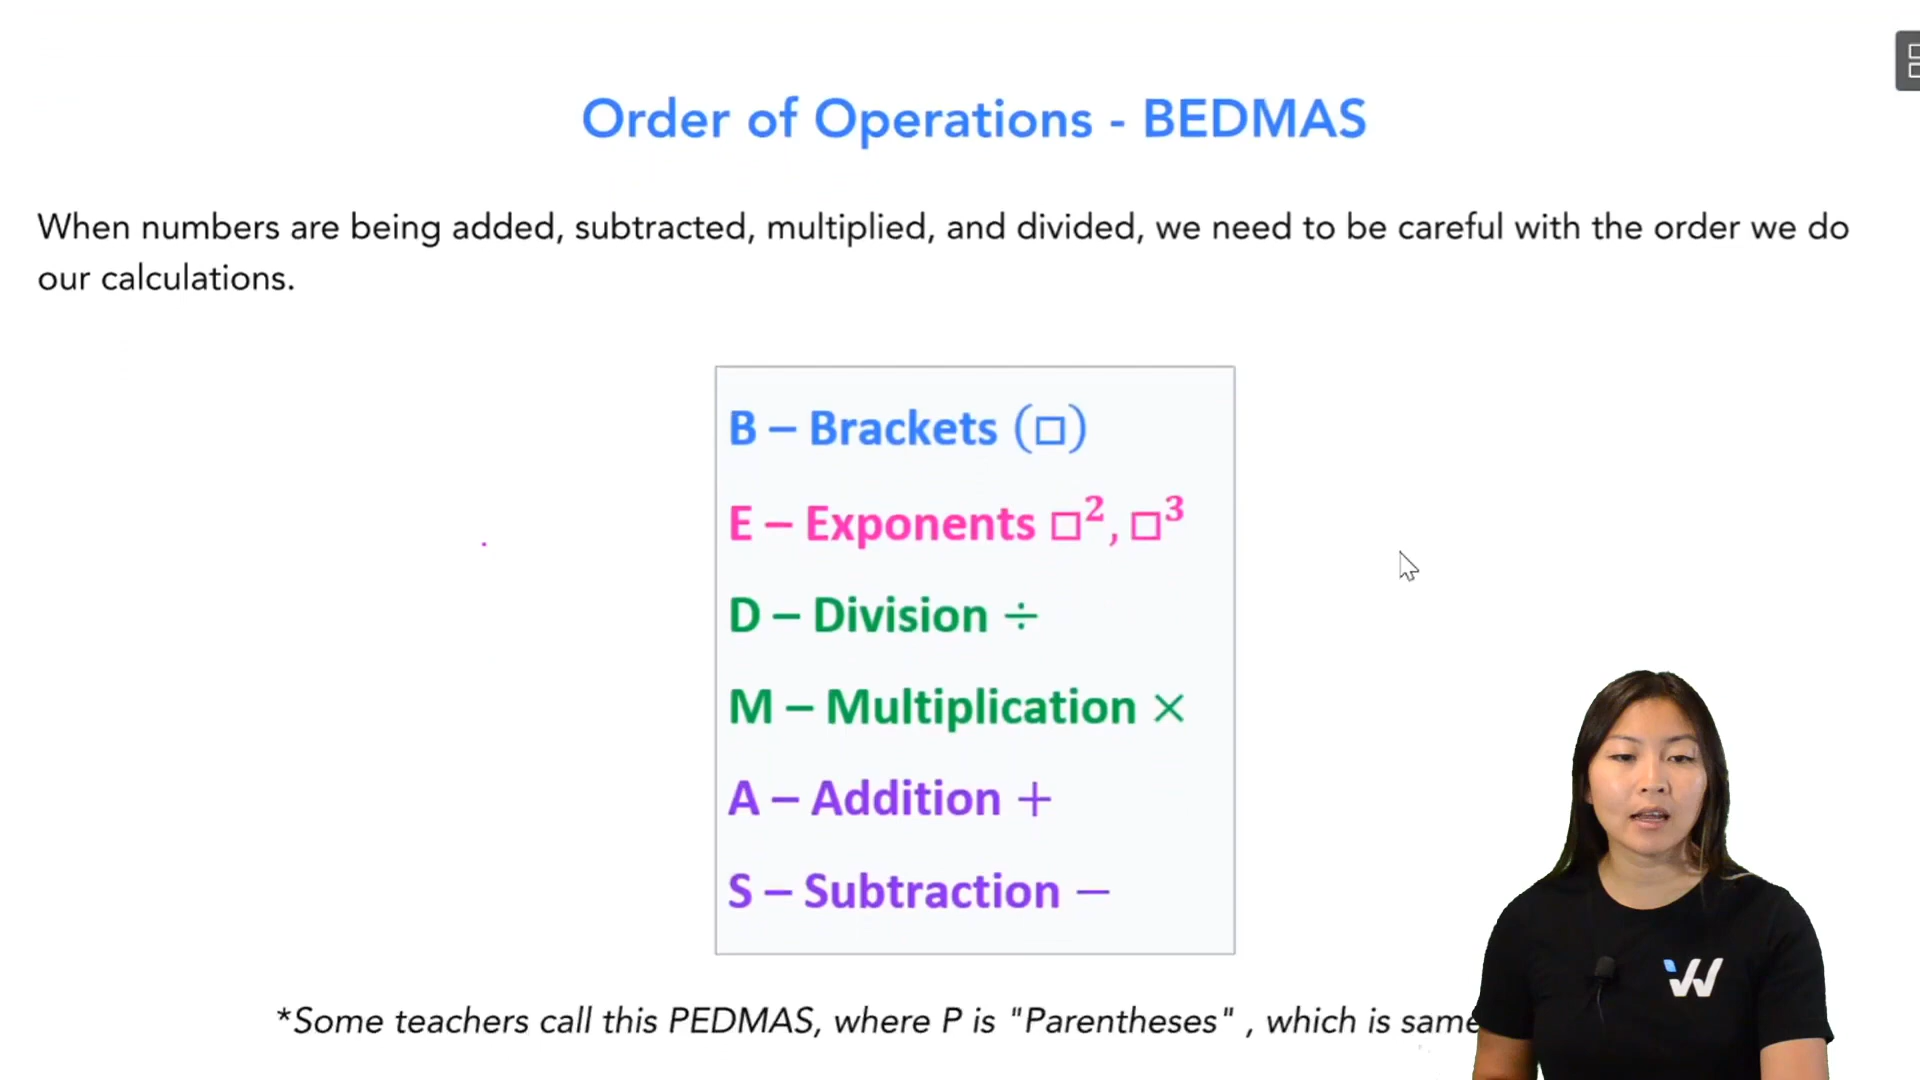 Order of Operations - BEDMAS
When numbers are being added, subtracted, multiplied, and divided, we need to be careful with the order we do
our calculations.
B – Brackets (□)
E – Exponents □², □³
D – Division ÷
M – Multiplication ×
A – Addition +
S – Subtraction −
*Some teachers call this PEDMAS, where P is "Parentheses" , which is same
W